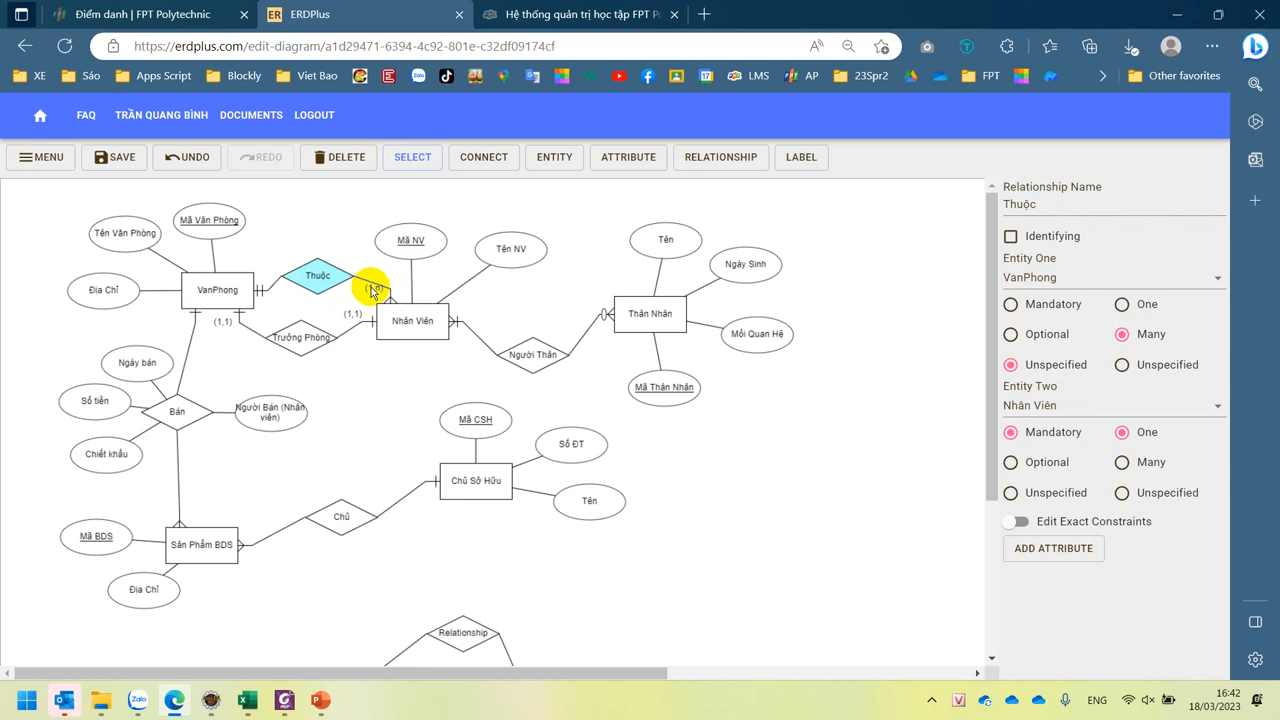 Điểm danh | FPT Polytechnic
ERDPlus
Hệ thống quản trị học tập FPT Po
https://erdplus.com/edit-diagram/a1d29471-6394-4c92-801e-c32df09174cf
XE
Sáo
Apps Script
Blockly
Viet Bao
LMS
AP
23Spr2
FPT
Other favorites
FAQ
TRẦN QUANG BÌNH
DOCUMENTS
LOGOUT
MENU
SAVE
UNDO
REDO
DELETE
SELECT
CONNECT
ENTITY
ATTRIBUTE
RELATIONSHIP
LABEL
Mã Văn Phòng
Tên Văn Phòng
Địa Chỉ
VanPhong
Thuộc
Mã NV
Tên NV
(1,1)
(1,1)
Trưởng Phòng
Nhân Viên
Người Thân
Tên
Ngày Sinh
Thân Nhân
Mối Quan Hệ
Mã Thân Nhân
Ngày bán
Số tiền
Bán
Người Bán (Nhân
viên)
Chiết khấu
Mã CSH
Số ĐT
Chủ Sở Hữu
Tên
Chủ
Mã BDS
Sản Phẩm BDS
Địa Chỉ
Relationship
Relationship Name
Thuộc
Identifying
Entity One
VanPhong
Mandatory
One
Optional
Many
Unspecified
Unspecified
Entity Two
Nhân Viên
Mandatory
One
Optional
Many
Unspecified
Unspecified
Edit Exact Constraints
ADD ATTRIBUTE
Zalo
ENG
16:42
18/03/2023